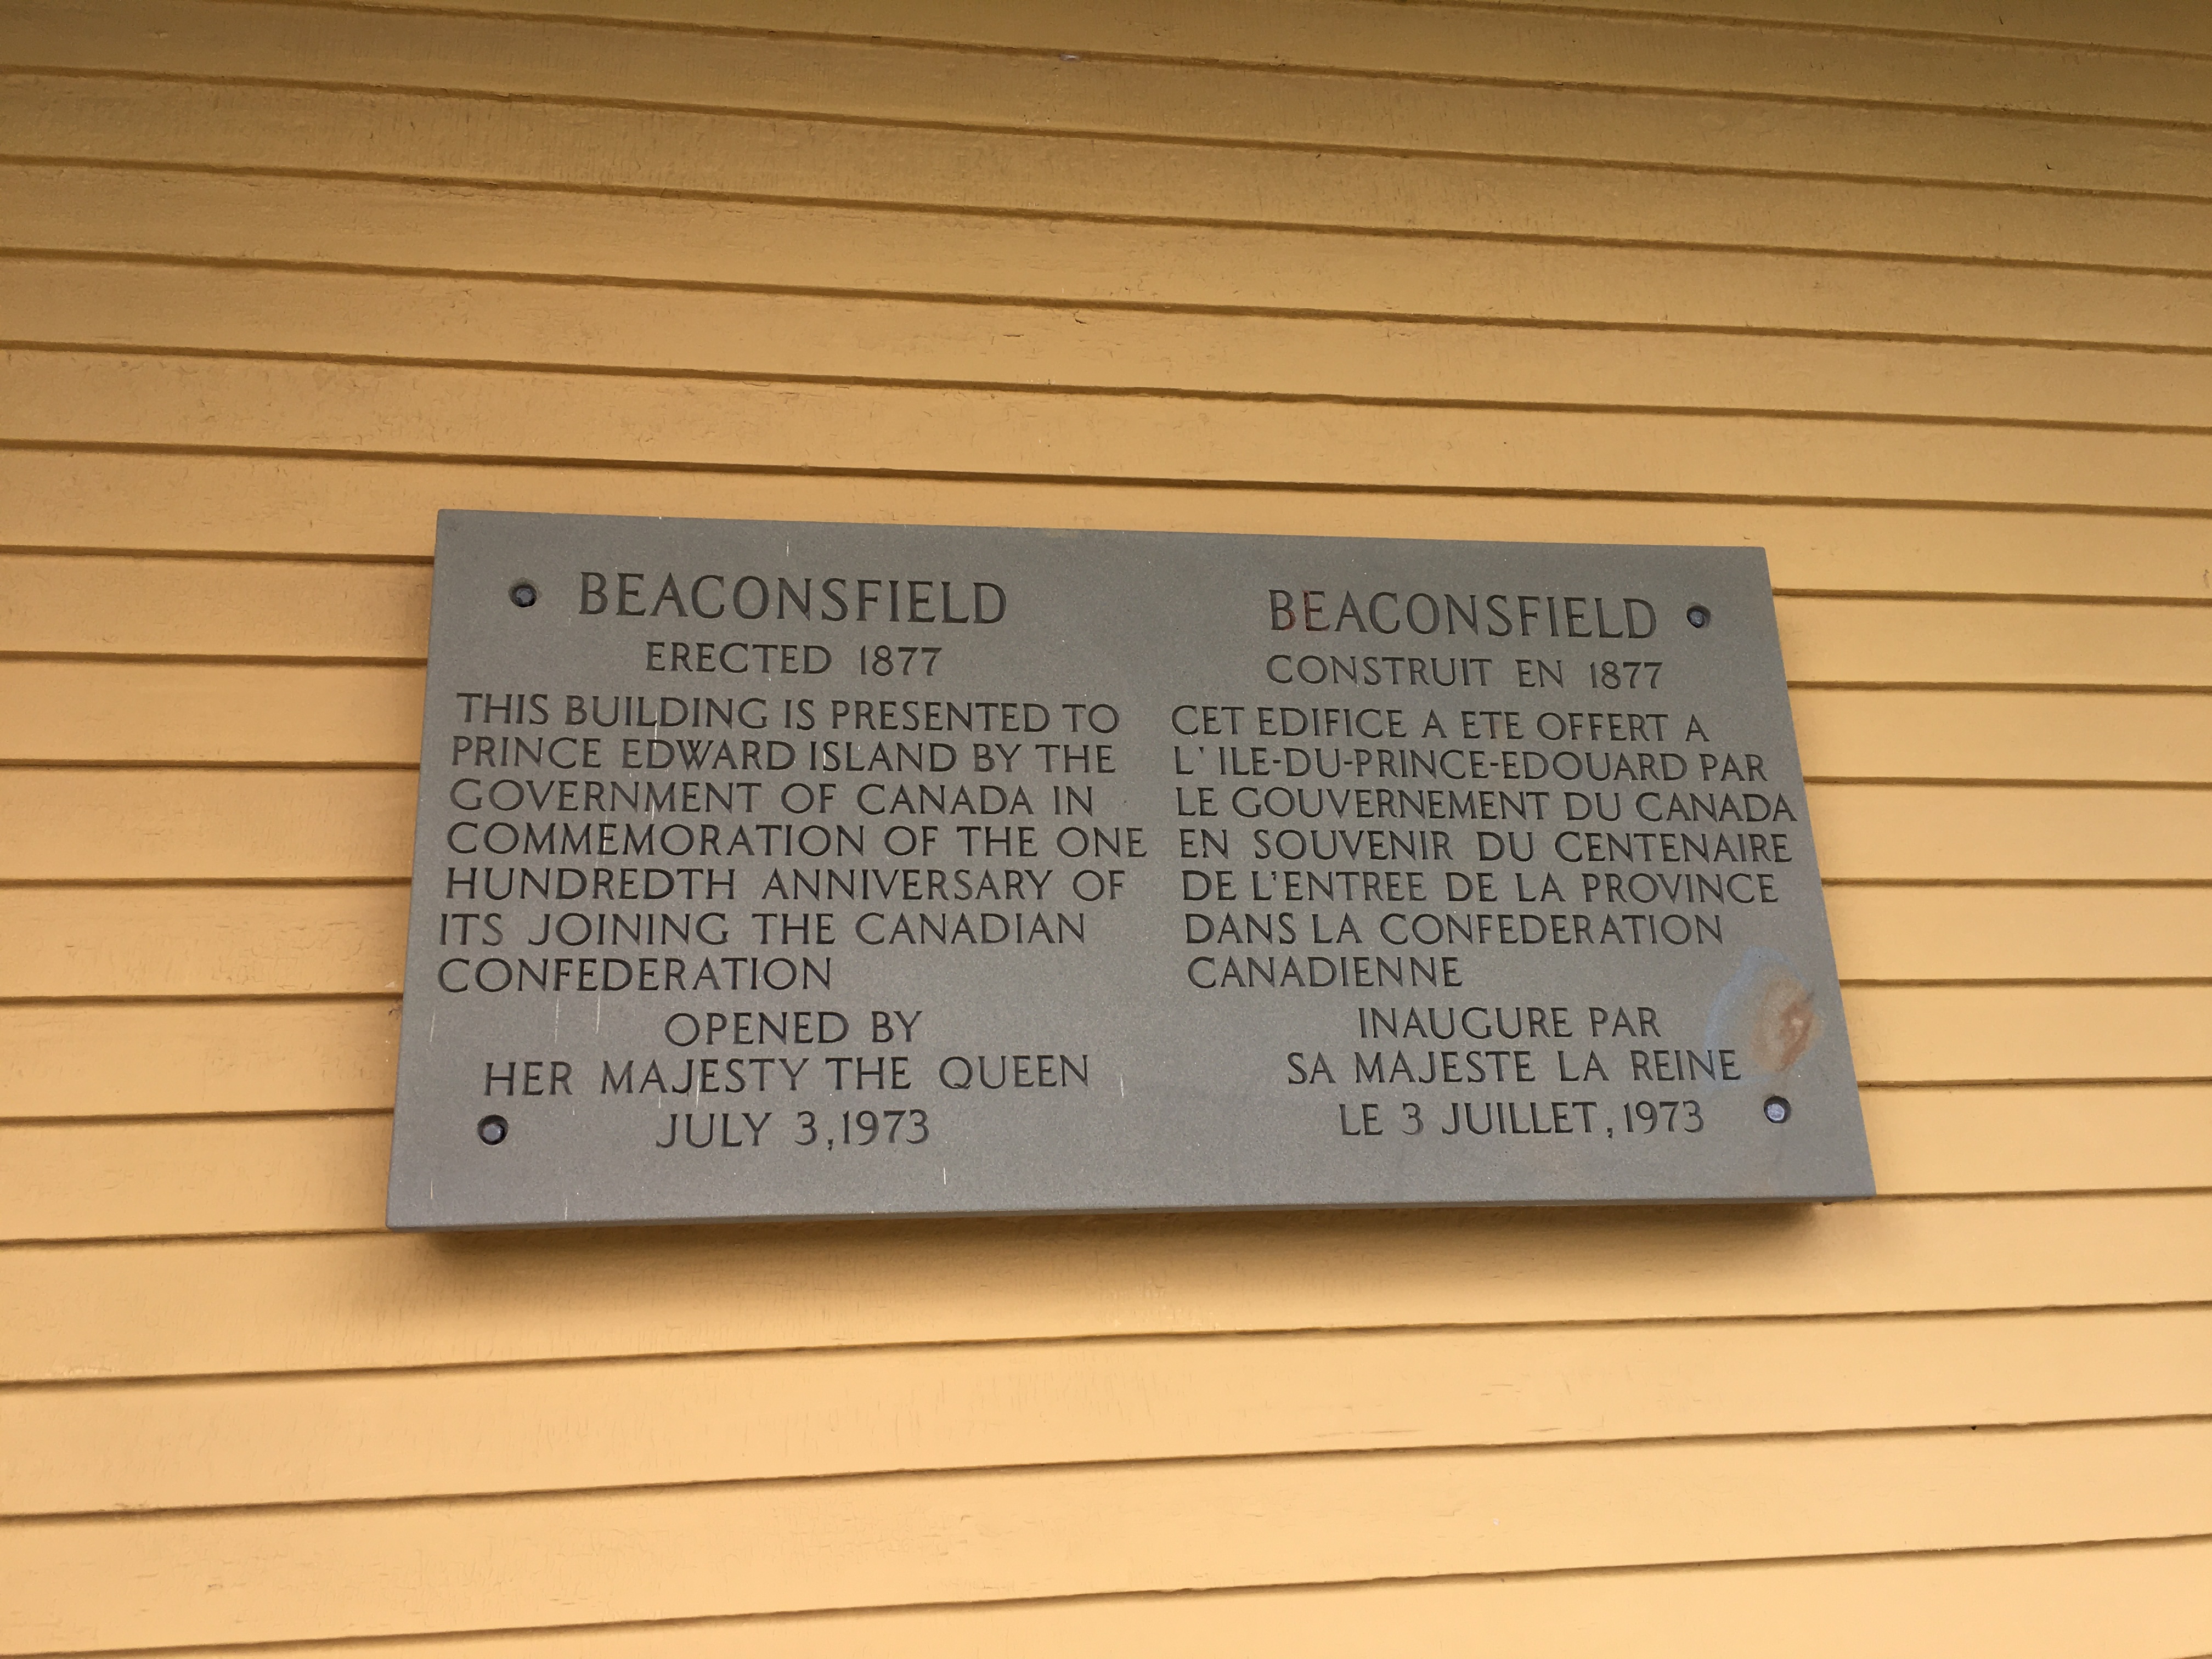 BEACONSFIELD
ERECTED 1877
THIS BUILDING IS PRESENTED TO
PRINCE EDWARD ISLAND BY THE
GOVERNMENT OF CANADA IN
COMMEMORATION OF THE ONE
HUNDREDTH ANNIVERSARY OF
ITS JOINING THE CANADIAN
CONFEDERATION
OPENED BY
HER MAJESTY THE QUEEN
JULY 3, 1973
BEACONSFIELD
CONSTRUIT EN 1877
CET EDIFICE A ETE OFFERT A
L' ILE-DU-PRINCE-EDOUARD PAR
LE GOUVERNEMENT DU CANADA
EN SOUVENIR DU CENTENAIRE
DE L'ENTREE DE LA PROVINCE
DANS LA CONFEDERATION
CANADIENNE
INAUGURE PAR
SA MAJESTE LA REINE
LE 3 JUILLET, 1973